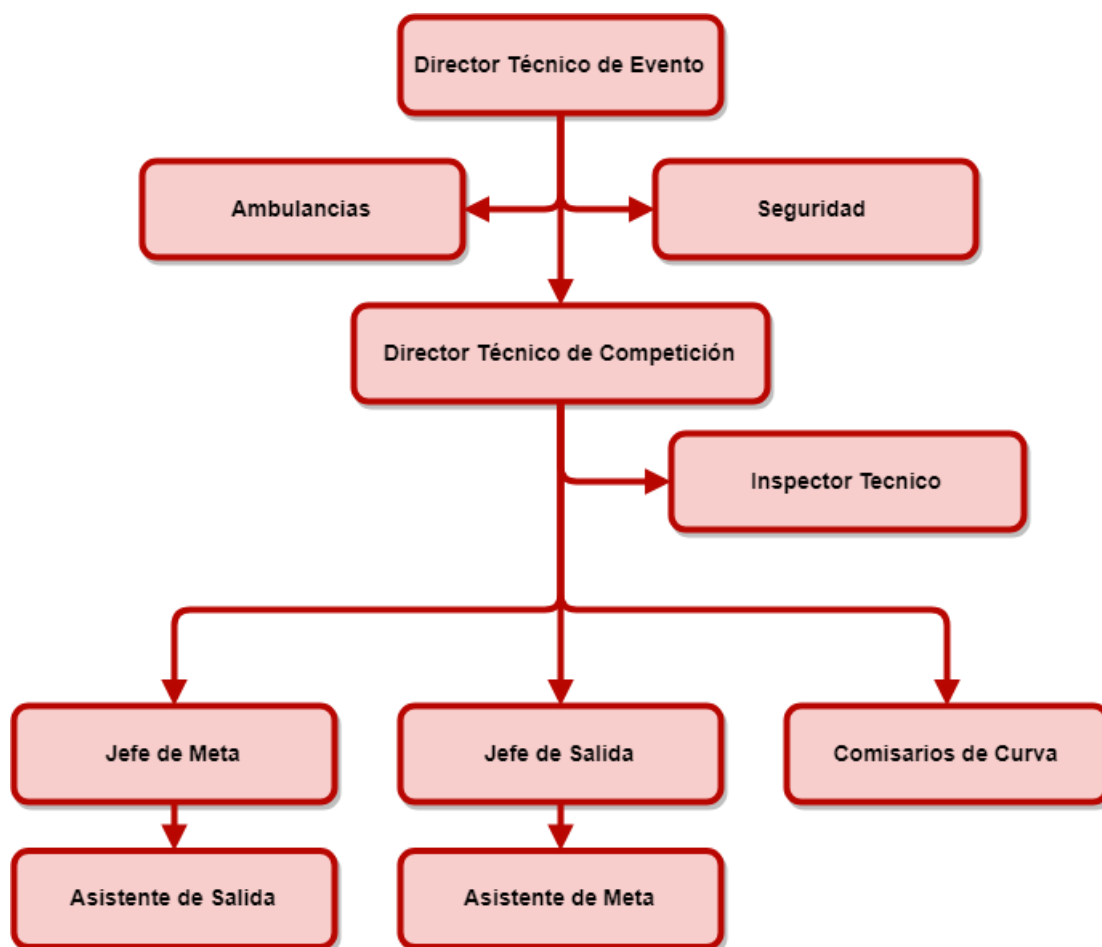 Director Técnico de Evento
Ambulancias
Seguridad
Director Técnico de Competición
Inspector Tecnico
Jefe de Meta
Jefe de Salida
Comisarios de Curva
Asistente de Salida
Asistente de Meta